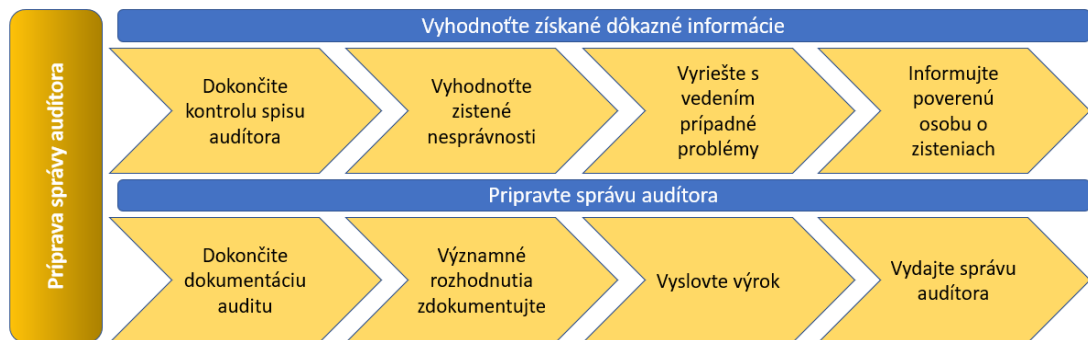 Príprava správy audítora
Vyhodnoťte získané dôkazné informácie
Dokončite
kontrolu spisu
audítora
Vyhodnoťte
zistené
nesprávnosti
Vyriešte s
vedením
prípadné
problémy
Informujte
poverenú
osobu o
zisteniach
Pripravte správu audítora
Dokončite
dokumentáciu
auditu
Významné
rozhodnutia
zdokumentujte
Vyslovte výrok
Vydajte správu
audítora